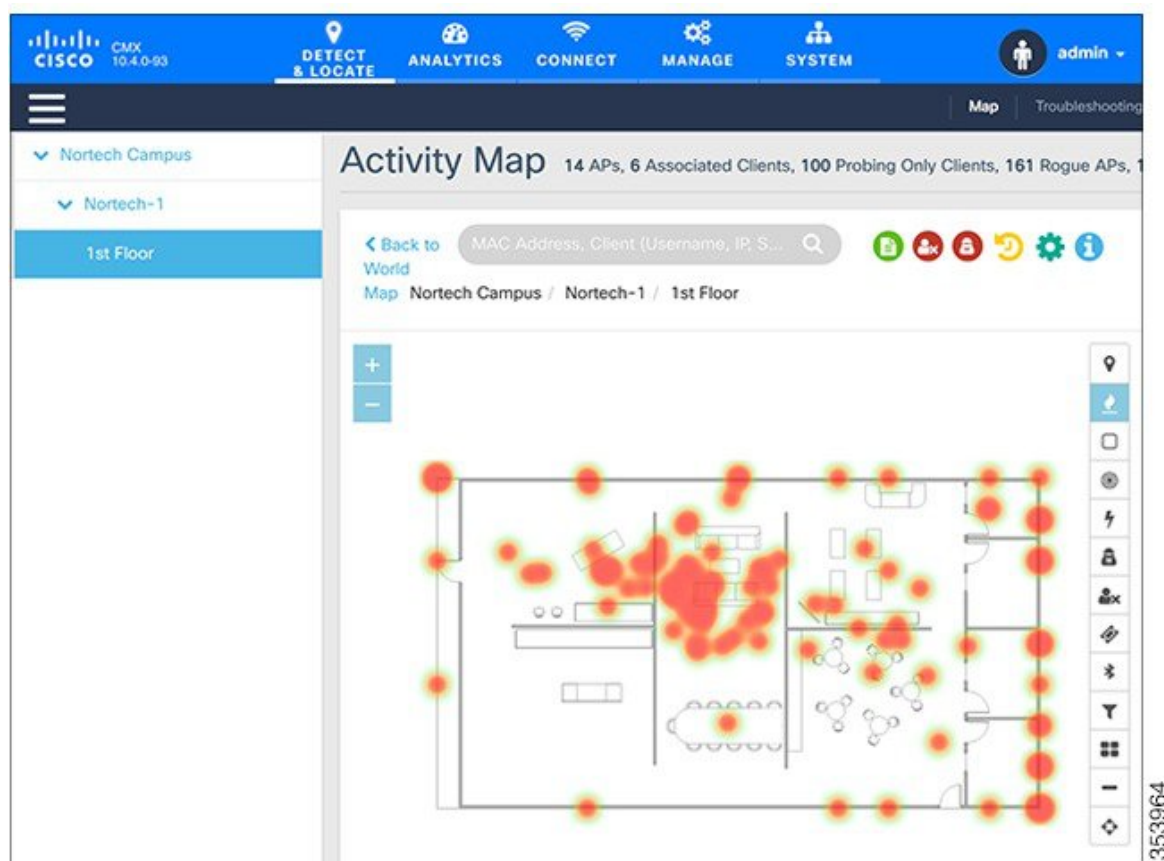 CISCO CMX 10.4.0-93
DETECT & LOCATE
ANALYTICS
CONNECT
MANAGE
SYSTEM
admin
Map
Troubleshooting
Nortech Campus
Nortech-1
1st Floor
Activity Map 14 APs, 6 Associated Clients, 100 Probing Only Clients, 161 Rogue APs, 1
Back to World Map
MAC Address, Client (Username, IP, S...
Nortech Campus / Nortech-1 / 1st Floor
+
−
353964